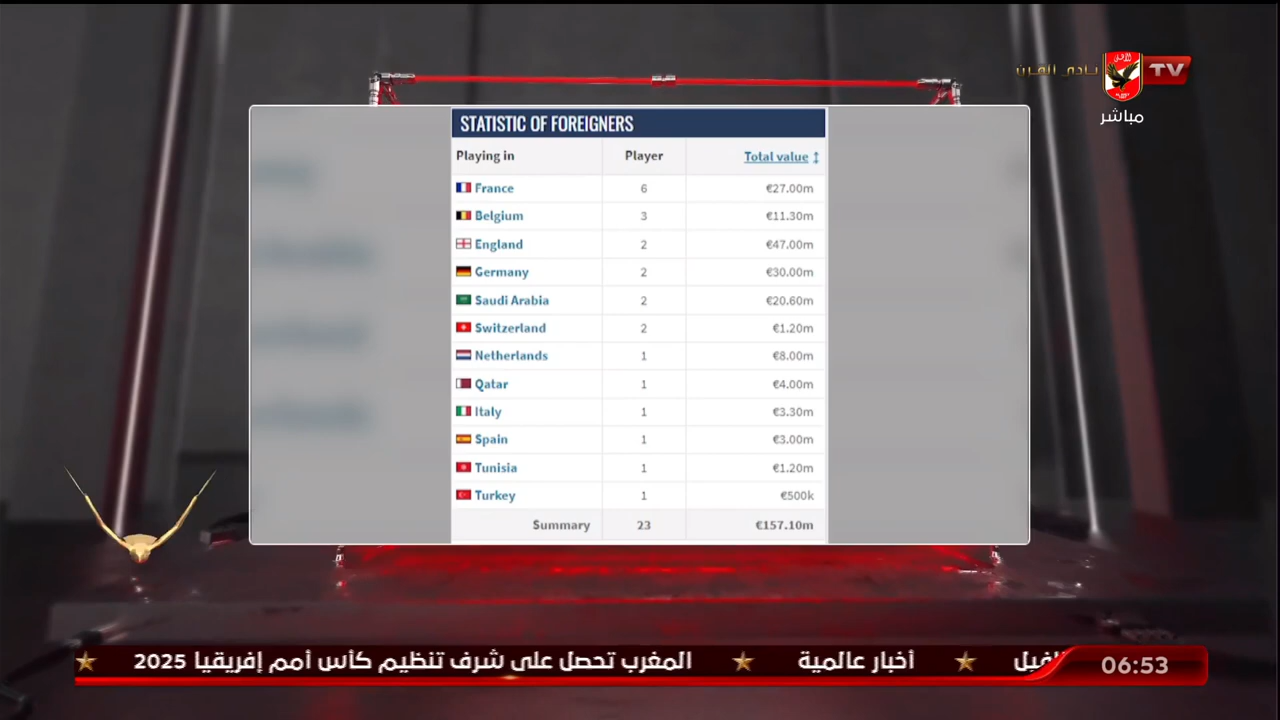 نادي القرن TV
مباشر
STATISTIC OF FOREIGNERS
Playing in Player Total value ↕
France 6 €27.00m
Belgium 3 €11.30m
England 2 €47.00m
Germany 2 €30.00m
Saudi Arabia 2 €20.60m
Switzerland 2 €1.20m
Netherlands 1 €8.00m
Qatar 1 €4.00m
Italy 1 €3.30m
Spain 1 €3.00m
Tunisia 1 €1.20m
Turkey 1 €500k
Summary 23 €157.10m
أخبار عالمية ★ المغرب تحصل على شرف تنظيم كأس أمم إفريقيا 2025
06:53